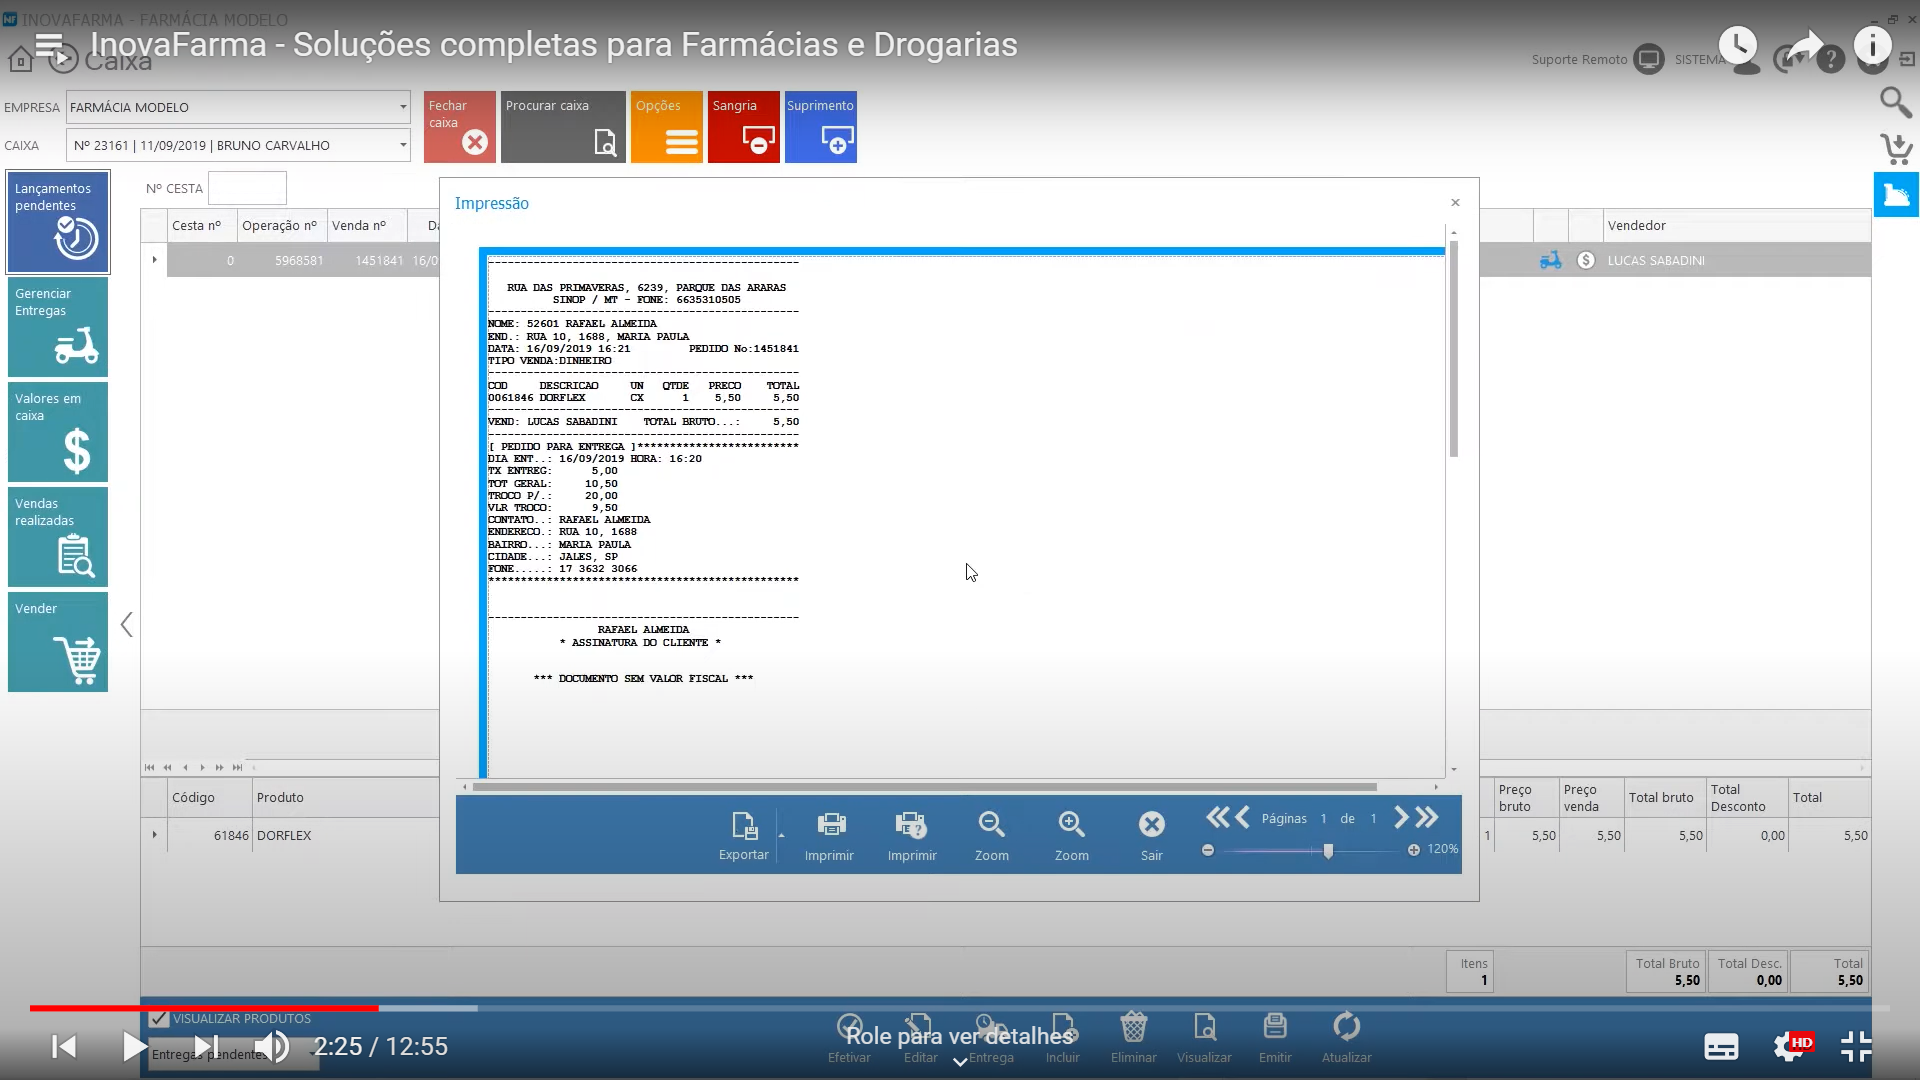 INOVAFARMA - FARMÁCIA MODELO
InovaFarma - Soluções completas para Farmácias e Drogarias
Caixa
Suporte Remoto
SISTEMA
EMPRESA FARMÁCIA MODELO
CAIXA Nº 23161 | 11/09/2019 | BRUNO CARVALHO
Fechar caixa
Procurar caixa
Opções
Sangria
Suprimento
Lançamentos pendentes
Gerenciar Entregas
Valores em caixa
Vendas realizadas
Vender
Nº CESTA
Cesta nº Operação nº Venda nº Da Vendedor
0 5968581 1451841 16/0 LUCAS SABADINI
Impressão
RUA DAS PRIMAVERAS, 6239, PARQUE DAS ARARAS
SINOP / MT - FONE: 6635310505
NOME: 52601 RAFAEL ALMEIDA
END.: RUA 10, 1688, MARIA PAULA
DATA: 16/09/2019 16:21 PEDIDO No:1451841
TIPO VENDA:DINHEIRO
COD DESCRICAO UN QTDE PRECO TOTAL
0061846 DORFLEX CX 1 5,50 5,50
VEND: LUCAS SABADINI TOTAL BRUTO...: 5,50
[ PEDIDO PARA ENTREGA ]*************************
DIA ENT..: 16/09/2019 HORA: 16:20
TX ENTREG: 5,00
TOT GERAL: 10,50
TROCO P/.: 20,00
VLR TROCO: 9,50
CONTATO..: RAFAEL ALMEIDA
ENDERECO.: RUA 10, 1688
BAIRRO...: MARIA PAULA
CIDADE...: JALES, SP
FONE.....: 17 3632 3066
************************************************
RAFAEL ALMEIDA
* ASSINATURA DO CLIENTE *
*** DOCUMENTO SEM VALOR FISCAL ***
Exportar
Imprimir
Imprimir
Zoom
Zoom
Sair
Páginas 1 de 1
120%
Código Produto Preço bruto Preço venda Total bruto Total Desconto Total
61846 DORFLEX 1 5,50 5,50 5,50 0,00 5,50
Itens 1
Total Bruto 5,50
Total Desc. 0,00
Total 5,50
VISUALIZAR PRODUTOS
Entregas pendentes
2:25 / 12:55
Role para ver detalhes
Efetivar
Editar
Entrega
Incluir
Eliminar
Visualizar
Emitir
Atualizar
HD